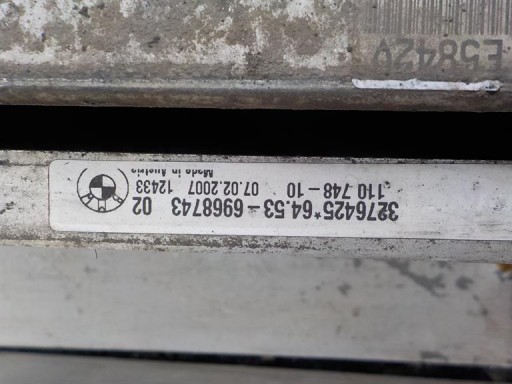 3276425*64.53-6968743 02
110 748-10 07.02.2007 12433
Made in Austria
E5842V